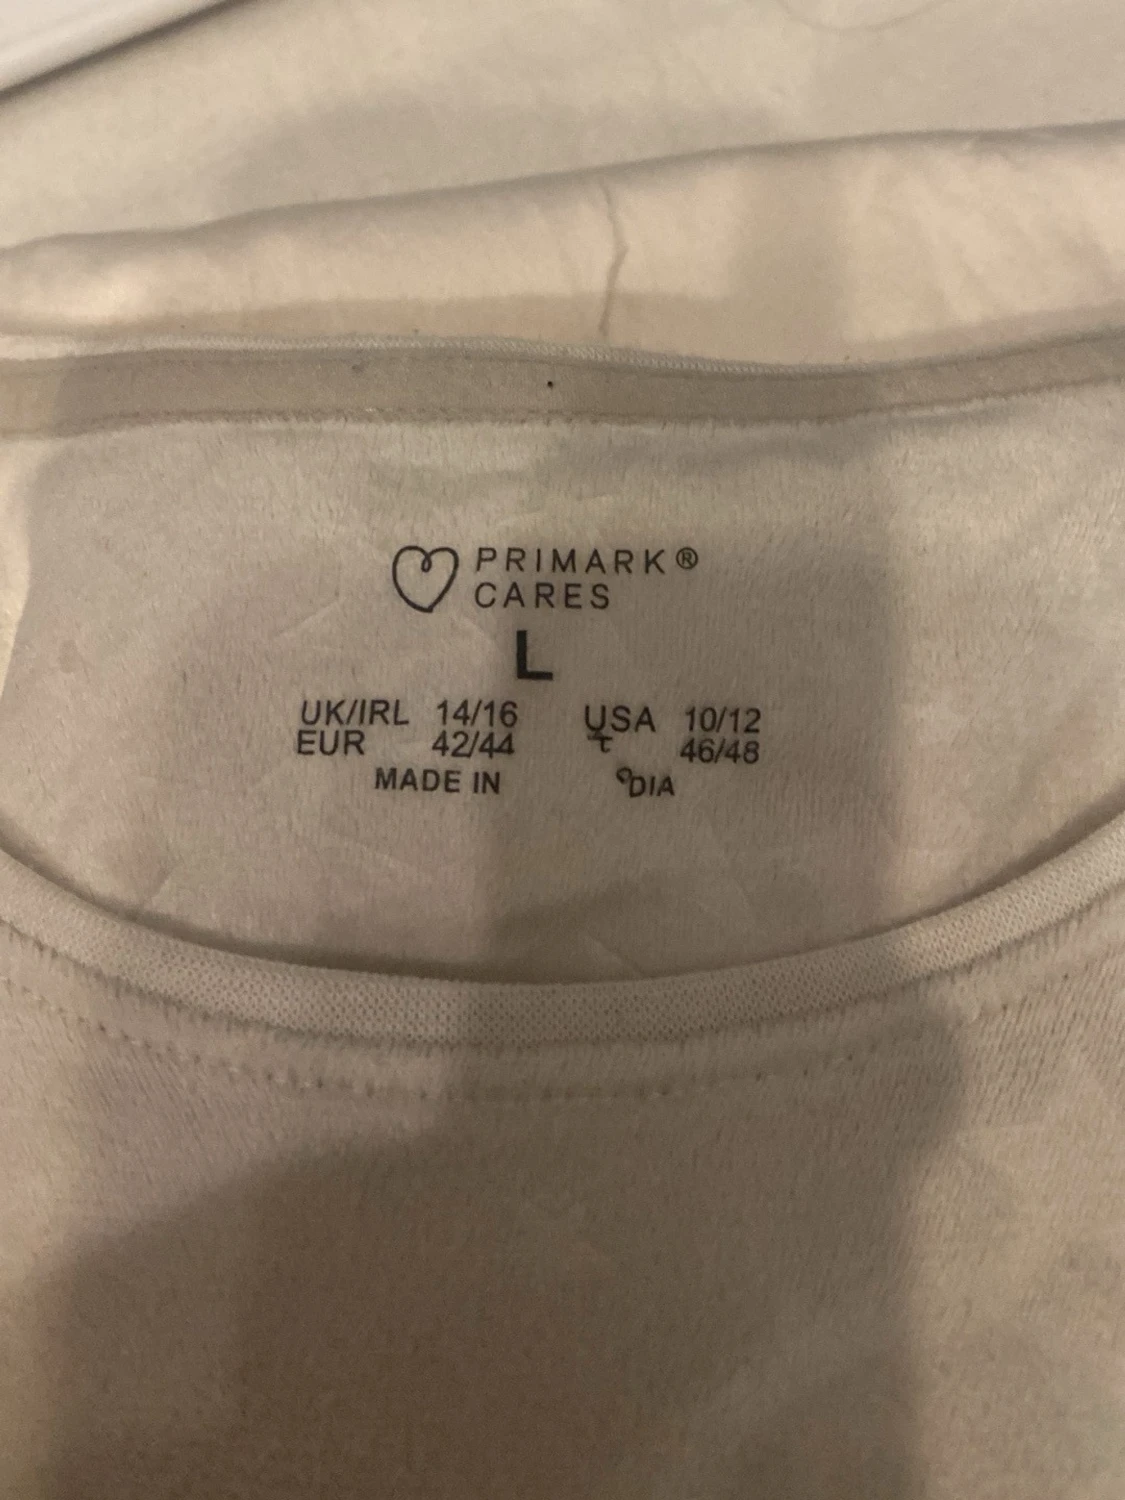 PRIMARK®
CARES
L
UK/IRL 14/16 USA 10/12
EUR 42/44 46/48
MADE IN